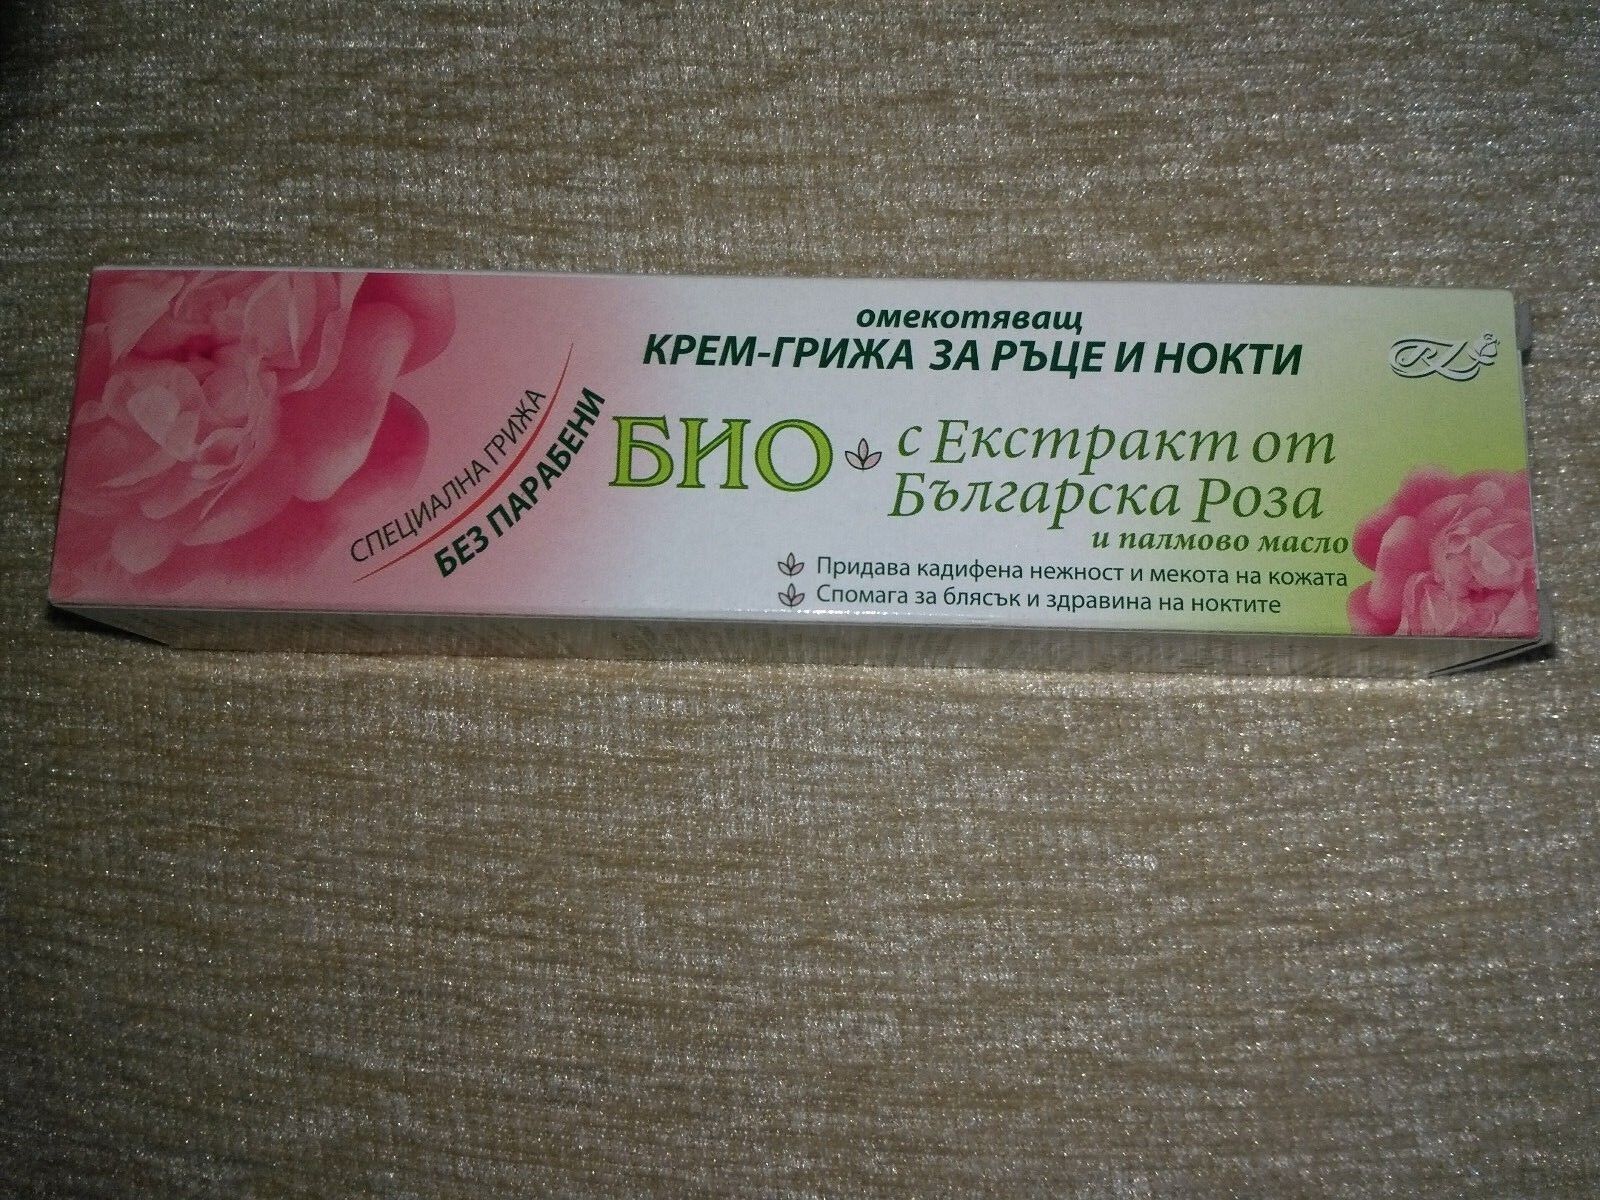 омекотяващ
КРЕМ-ГРИЖА ЗА РЪЦЕ И НОКТИ
СПЕЦИАЛНА ГРИЖА
БЕЗ ПАРАБЕНИ
БИО
с Екстракт от
Българска Роза
и палмово масло
Придава кадифена нежност и мекота на кожата
Спомага за блясък и здравина на ноктите